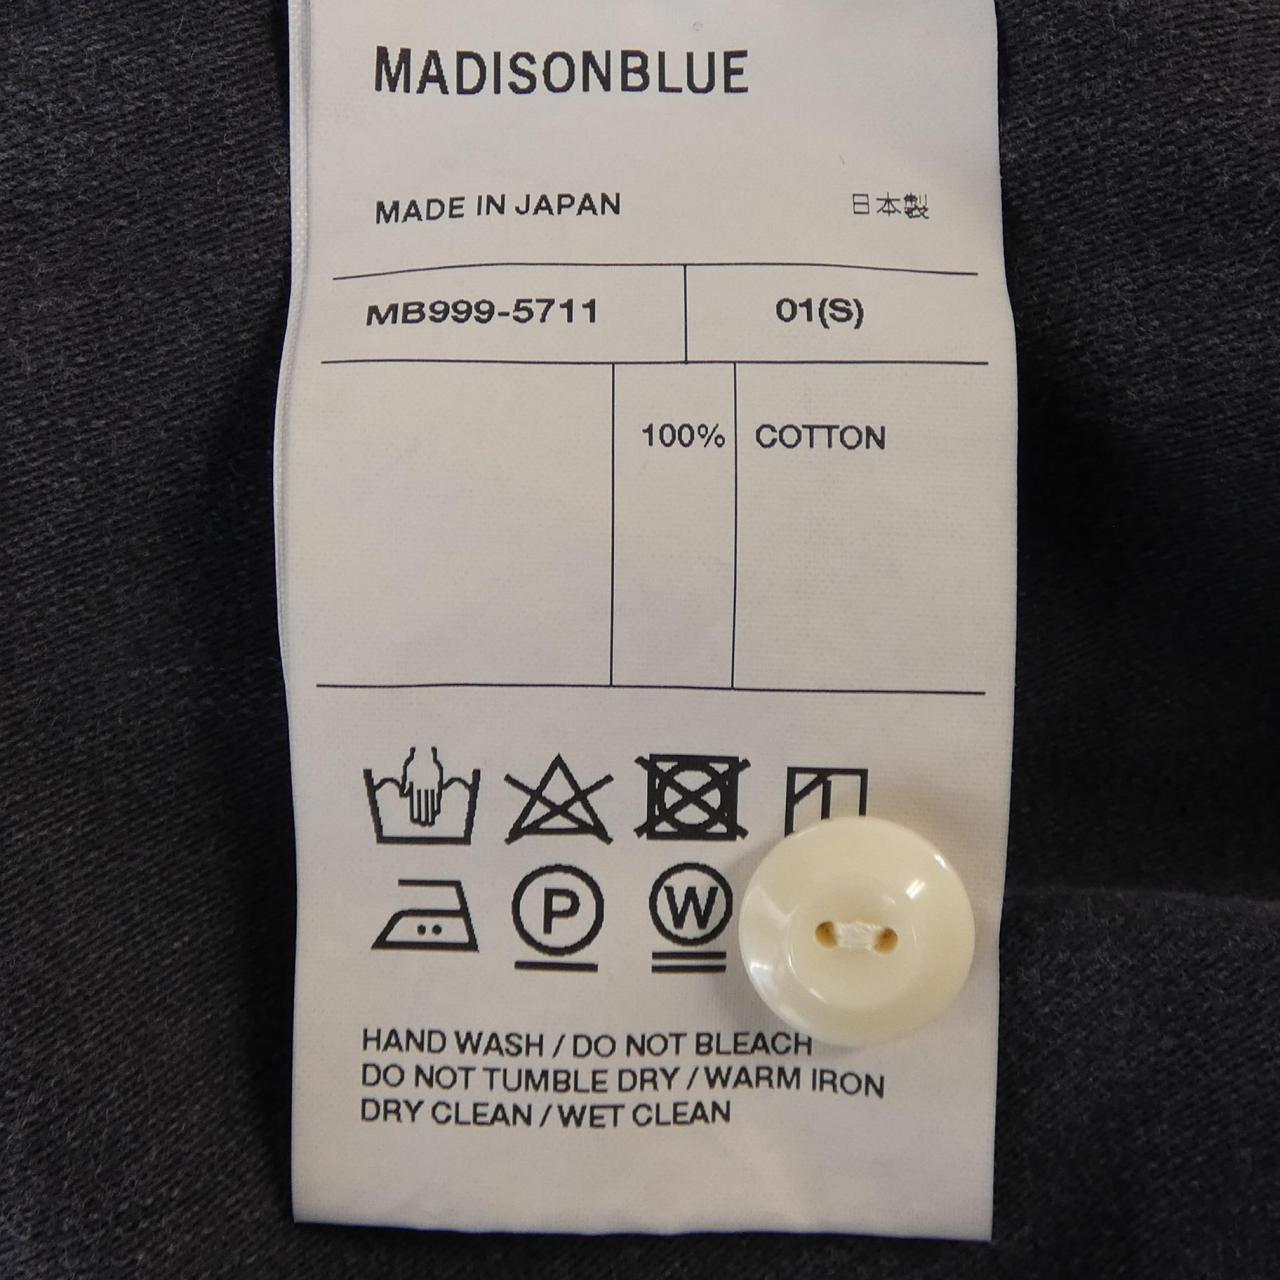 MADISONBLUE
MADE IN JAPAN 日本製
MB999-5711 01(S)
100% COTTON
P W
HAND WASH / DO NOT BLEACH
DO NOT TUMBLE DRY / WARM IRON
DRY CLEAN / WET CLEAN